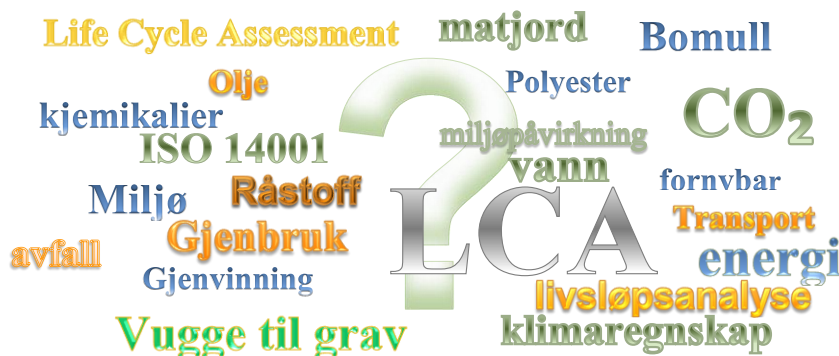 Life Cycle Assessment
matjord
Bomull
Olje
Polyester
kjemikalier
CO₂
ISO 14001
miljøpåvirkning
vann
?
Miljø
Råstoff
fornvbar
LCA
Transport
Gjenbruk
avfall
energi
Gjenvinning
livsløpsanalyse
Vugge til grav
klimaregnskap